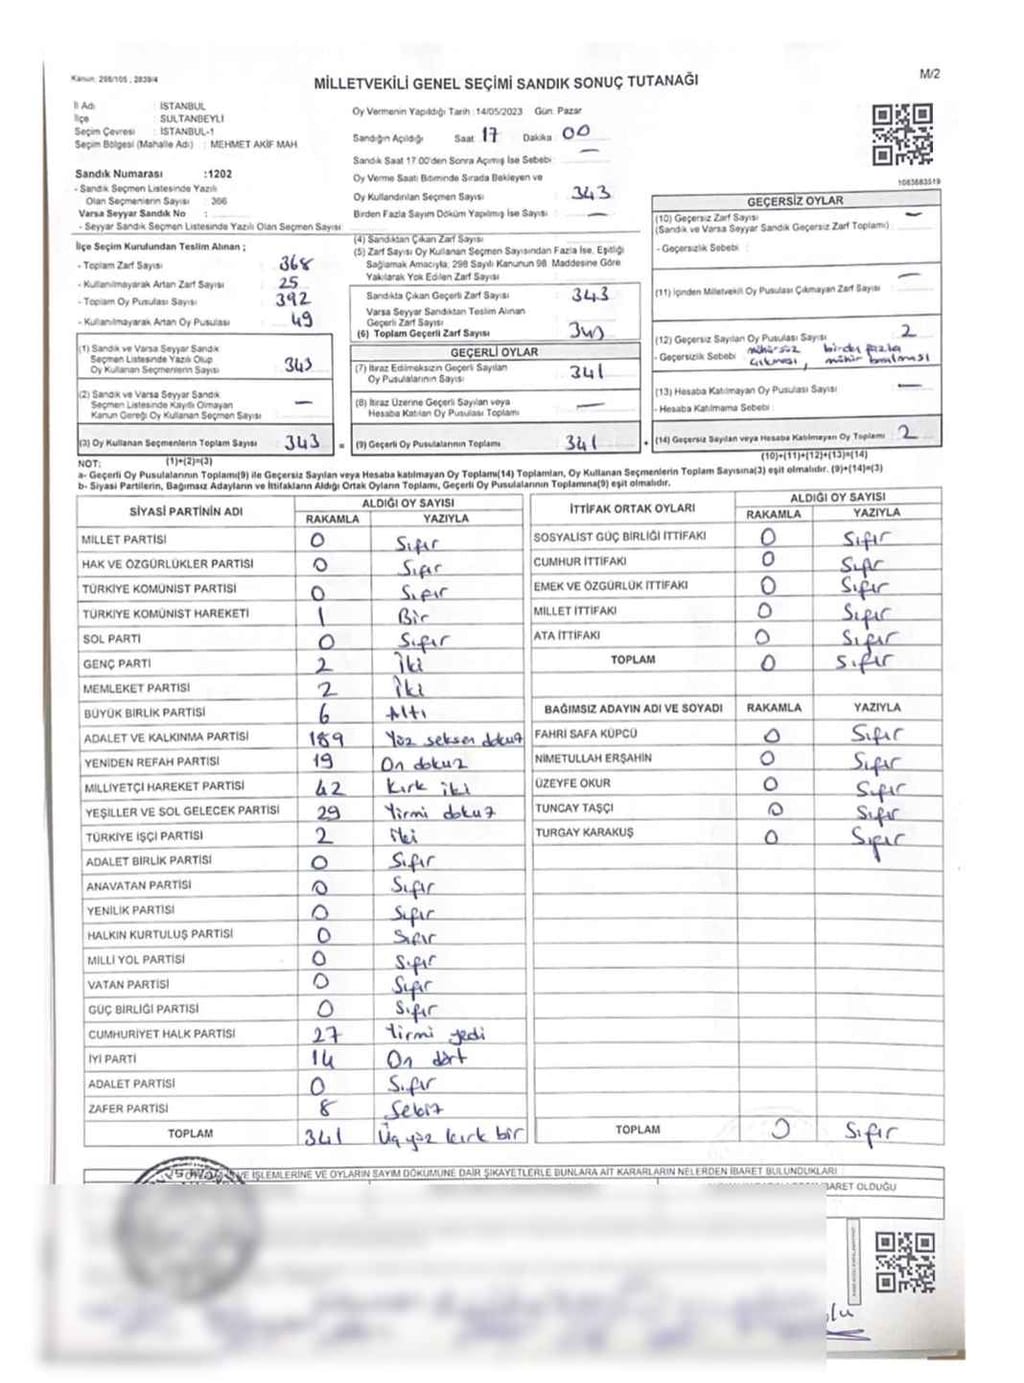 Kanun: 298/105 ; 2839/4
M/2
MİLLETVEKİLİ GENEL SEÇİMİ SANDIK SONUÇ TUTANAĞI
İl Adı : İSTANBUL
İlçe : SULTANBEYLİ
Seçim Çevresi : İSTANBUL-1
Seçim Bölgesi (Mahalle Adı) : MEHMET AKİF MAH
Sandık Numarası :1202
- Sandık Seçmen Listesinde Yazılı
Olan Seçmenlerin Sayısı : 366
Varsa Seyyar Sandık No :
- Seyyar Sandık Seçmen Listesinde Yazılı Olan Seçmen Sayısı :
Oy Vermenin Yapıldığı Tarih : 14/05/2023 Gün: Pazar
Sandığın Açıldığı Saat : 17 Dakika : 00
Sandık Saat 17.00'den Sonra Açılmış İse Sebebi : —
Oy Verme Saati Bitiminde Sırada Bekleyen ve
Oy Kullandırılan Seçmen Sayısı : 343
Birden Fazla Sayım Döküm Yapılmış İse Sayısı : —
1083683519
İlçe Seçim Kurulundan Teslim Alınan ;
- Toplam Zarf Sayısı : 368
- Kullanılmayarak Artan Zarf Sayısı : 25
- Toplam Oy Pusulası Sayısı : 392
- Kullanılmayarak Artan Oy Pusulası : 49
(4) Sandıktan Çıkan Zarf Sayısı :
(5) Zarf Sayısı Oy Kullanan Seçmen Sayısından Fazla İse, Eşitliği
Sağlamak Amacıyla; 298 Sayılı Kanunun 98. Maddesine Göre
Yakılarak Yok Edilen Zarf Sayısı :
Sandıkta Çıkan Geçerli Zarf Sayısı : 343
Varsa Seyyar Sandıktan Teslim Alınan
Geçerli Zarf Sayısı :
(6) Toplam Geçerli Zarf Sayısı : 343
GEÇERSİZ OYLAR
(10) Geçersiz Zarf Sayısı : —
(Sandık ve Varsa Seyyar Sandık Geçersiz Zarf Toplamı)
- Geçersizlik Sebebi :
(11) İçinden Milletvekili Oy Pusulası Çıkmayan Zarf Sayısı : —
(12) Geçersiz Sayılan Oy Pusulası Sayısı : 2
- Geçersizlik Sebebi : mühürsüz çıkması, birden fazla
mühür basılması
(13) Hesaba Katılmayan Oy Pusulası Sayısı : —
- Hesaba Katılmama Sebebi :
(14) Geçersiz Sayılan veya Hesaba Katılmayan Oy Toplamı : 2
(10)+(11)+(12)+(13)=(14)
(1) Sandık ve Varsa Seyyar Sandık
Seçmen Listesinde Yazılı Olup
Oy Kullanan Seçmenlerin Sayısı : 343
(2) Sandık ve Varsa Seyyar Sandık
Seçmen Listesinde Kayıtlı Olmayan
Kanun Gereği Oy Kullanan Seçmen Sayısı : —
(3) Oy Kullanan Seçmenlerin Toplam Sayısı : 343 =
(1)+(2)=(3)
GEÇERLİ OYLAR
(7) İtiraz Edilmeksizin Geçerli Sayılan
Oy Pusulalarının Sayısı : 341
(8) İtiraz Üzerine Geçerli Sayılan veya
Hesaba Katılan Oy Pusulası Toplamı : —
(9) Geçerli Oy Pusulalarının Toplamı : 341 +
NOT:
a- Geçerli Oy Pusulalarının Toplamı(9) ile Geçersiz Sayılan veya Hesaba katılmayan Oy Toplamı(14) Toplamları, Oy Kullanan Seçmenlerin Toplam Sayısına(3) eşit olmalıdır. (9)+(14)=(3)
b- Siyasi Partilerin, Bağımsız Adayların ve İttifakların Aldığı Ortak Oyların Toplamı, Geçerli Oy Pusulalarının Toplamına(9) eşit olmalıdır.
SİYASİ PARTİNİN ADI ALDIĞI OY SAYISI
RAKAMLA YAZIYLA
MİLLET PARTİSİ 0 Sıfır
HAK VE ÖZGÜRLÜKLER PARTİSİ 0 Sıfır
TÜRKİYE KOMÜNİST PARTİSİ 0 Sıfır
TÜRKİYE KOMÜNİST HAREKETİ 1 Bir
SOL PARTİ 0 Sıfır
GENÇ PARTİ 2 İki
MEMLEKET PARTİSİ 2 İki
BÜYÜK BİRLİK PARTİSİ 6 Altı
ADALET VE KALKINMA PARTİSİ 189 Yüz seksen dokuz
YENİDEN REFAH PARTİSİ 19 On dokuz
MİLLİYETÇİ HAREKET PARTİSİ 42 Kırk iki
YEŞİLLER VE SOL GELECEK PARTİSİ 29 Yirmi dokuz
TÜRKİYE İŞÇİ PARTİSİ 2 iki
ADALET BİRLİK PARTİSİ 0 Sıfır
ANAVATAN PARTİSİ 0 Sıfır
YENİLİK PARTİSİ 0 Sıfır
HALKIN KURTULUŞ PARTİSİ 0 Sıfır
MİLLİ YOL PARTİSİ 0 Sıfır
VATAN PARTİSİ 0 Sıfır
GÜÇ BİRLİĞİ PARTİSİ 0 Sıfır
CUMHURİYET HALK PARTİSİ 27 Yirmi yedi
İYİ PARTİ 14 On dört
ADALET PARTİSİ 0 Sıfır
ZAFER PARTİSİ 8 Sekiz
TOPLAM 341 Üç yüz kırk bir
İTTİFAK ORTAK OYLARI ALDIĞI OY SAYISI
RAKAMLA YAZIYLA
SOSYALİST GÜÇ BİRLİĞİ İTTİFAKI 0 Sıfır
CUMHUR İTTİFAKI 0 Sıfır
EMEK VE ÖZGÜRLÜK İTTİFAKI 0 Sıfır
MİLLET İTTİFAKI 0 Sıfır
ATA İTTİFAKI 0 Sıfır
TOPLAM 0 Sıfır
BAĞIMSIZ ADAYIN ADI VE SOYADI RAKAMLA YAZIYLA
FAHRİ SAFA KÜPCÜ 0 Sıfır
NİMETULLAH ERŞAHİN 0 Sıfır
ÜZEYFE OKUR 0 Sıfır
TUNCAY TAŞÇI 0 Sıfır
TURGAY KARAKUŞ 0 Sıfır
TOPLAM 0 Sıfır
VE İŞLEMLERİNE VE OYLARIN SAYIM DÖKÜMÜNE DAİR ŞİKAYETLERLE BUNLARA AİT KARARLARIN NELERDEN İBARET BULUNDUKLARI
İBARET OLDUĞU